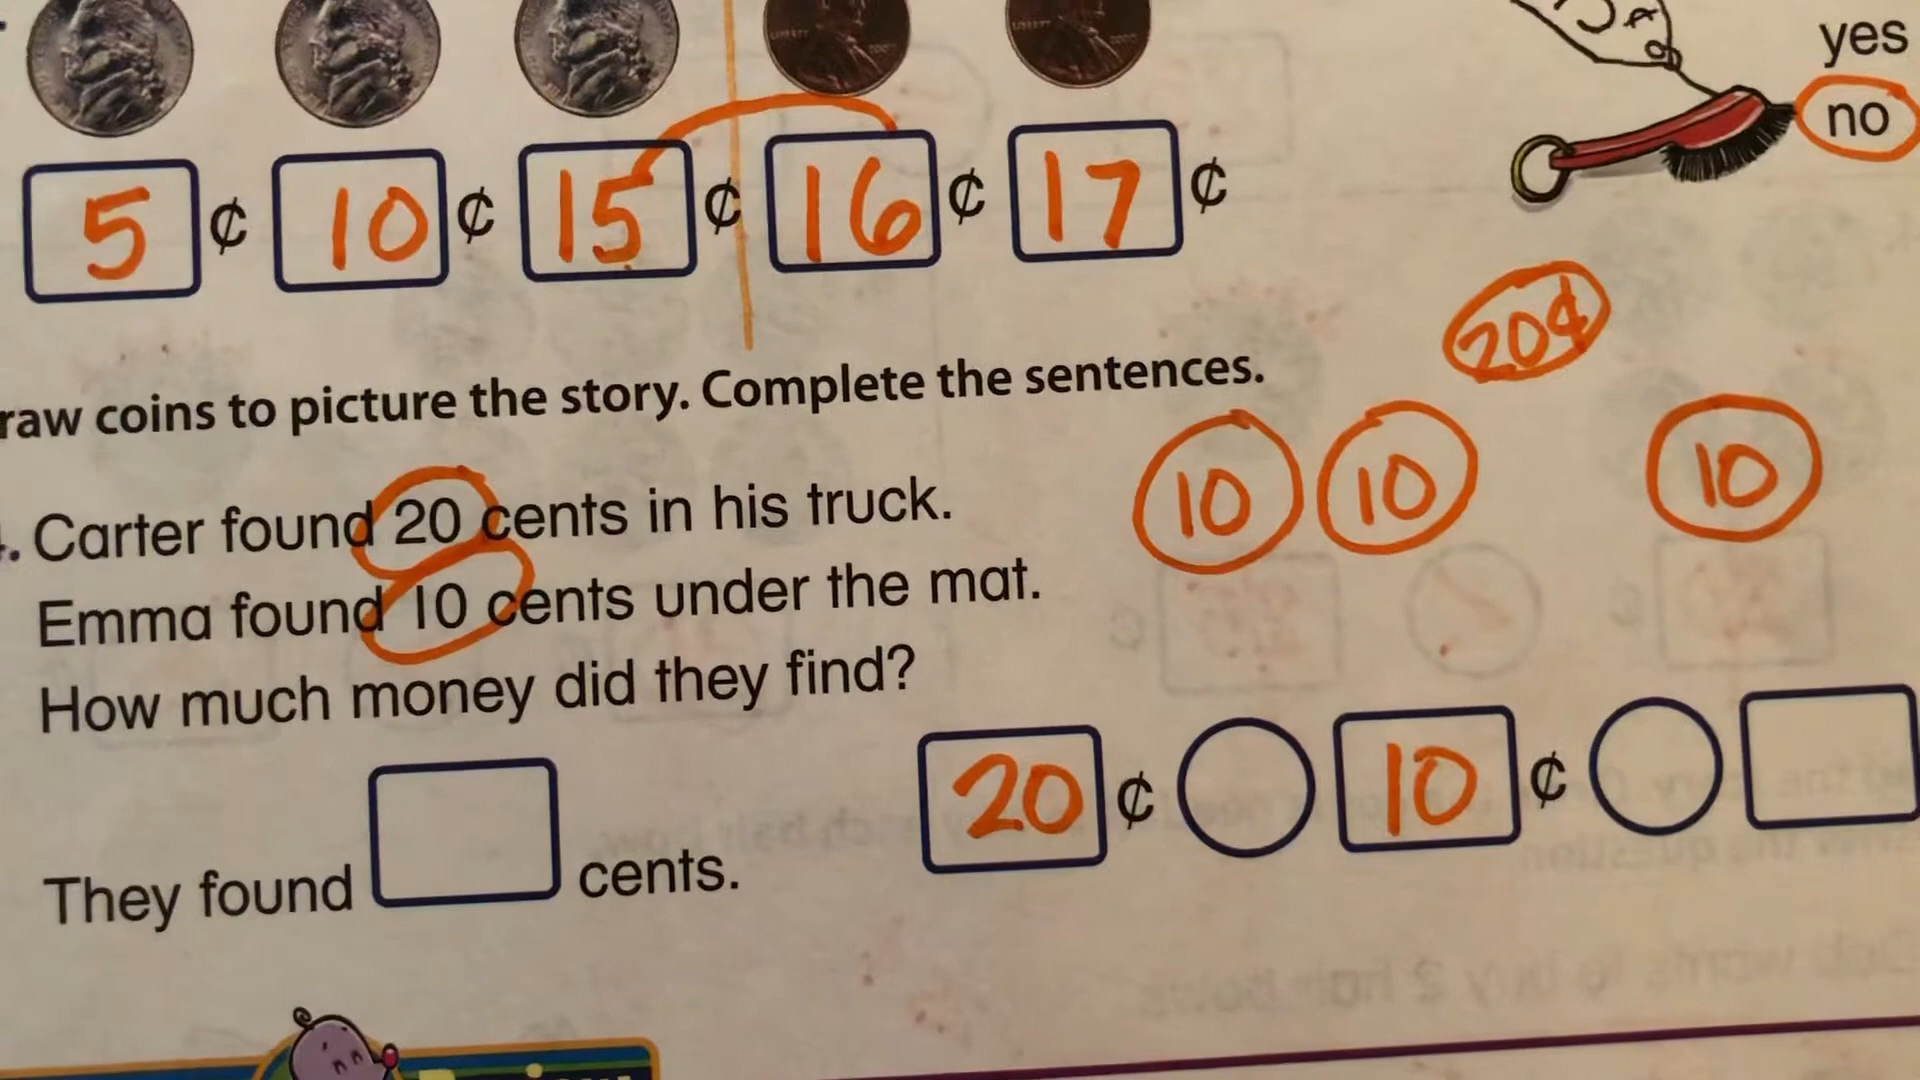 yes
no
5 ¢ 10 ¢ 15 ¢ 16 ¢ 17 ¢
20¢
raw coins to picture the story. Complete the sentences.
10 10 10
. Carter found 20 cents in his truck.
Emma found 10 cents under the mat.
How much money did they find?
20 ¢ 10 ¢
They found cents.